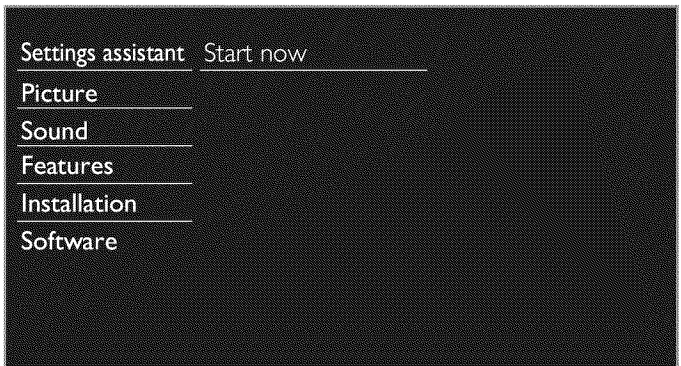 Settings assistant Start now
Picture
Sound
Features
Installation
Software